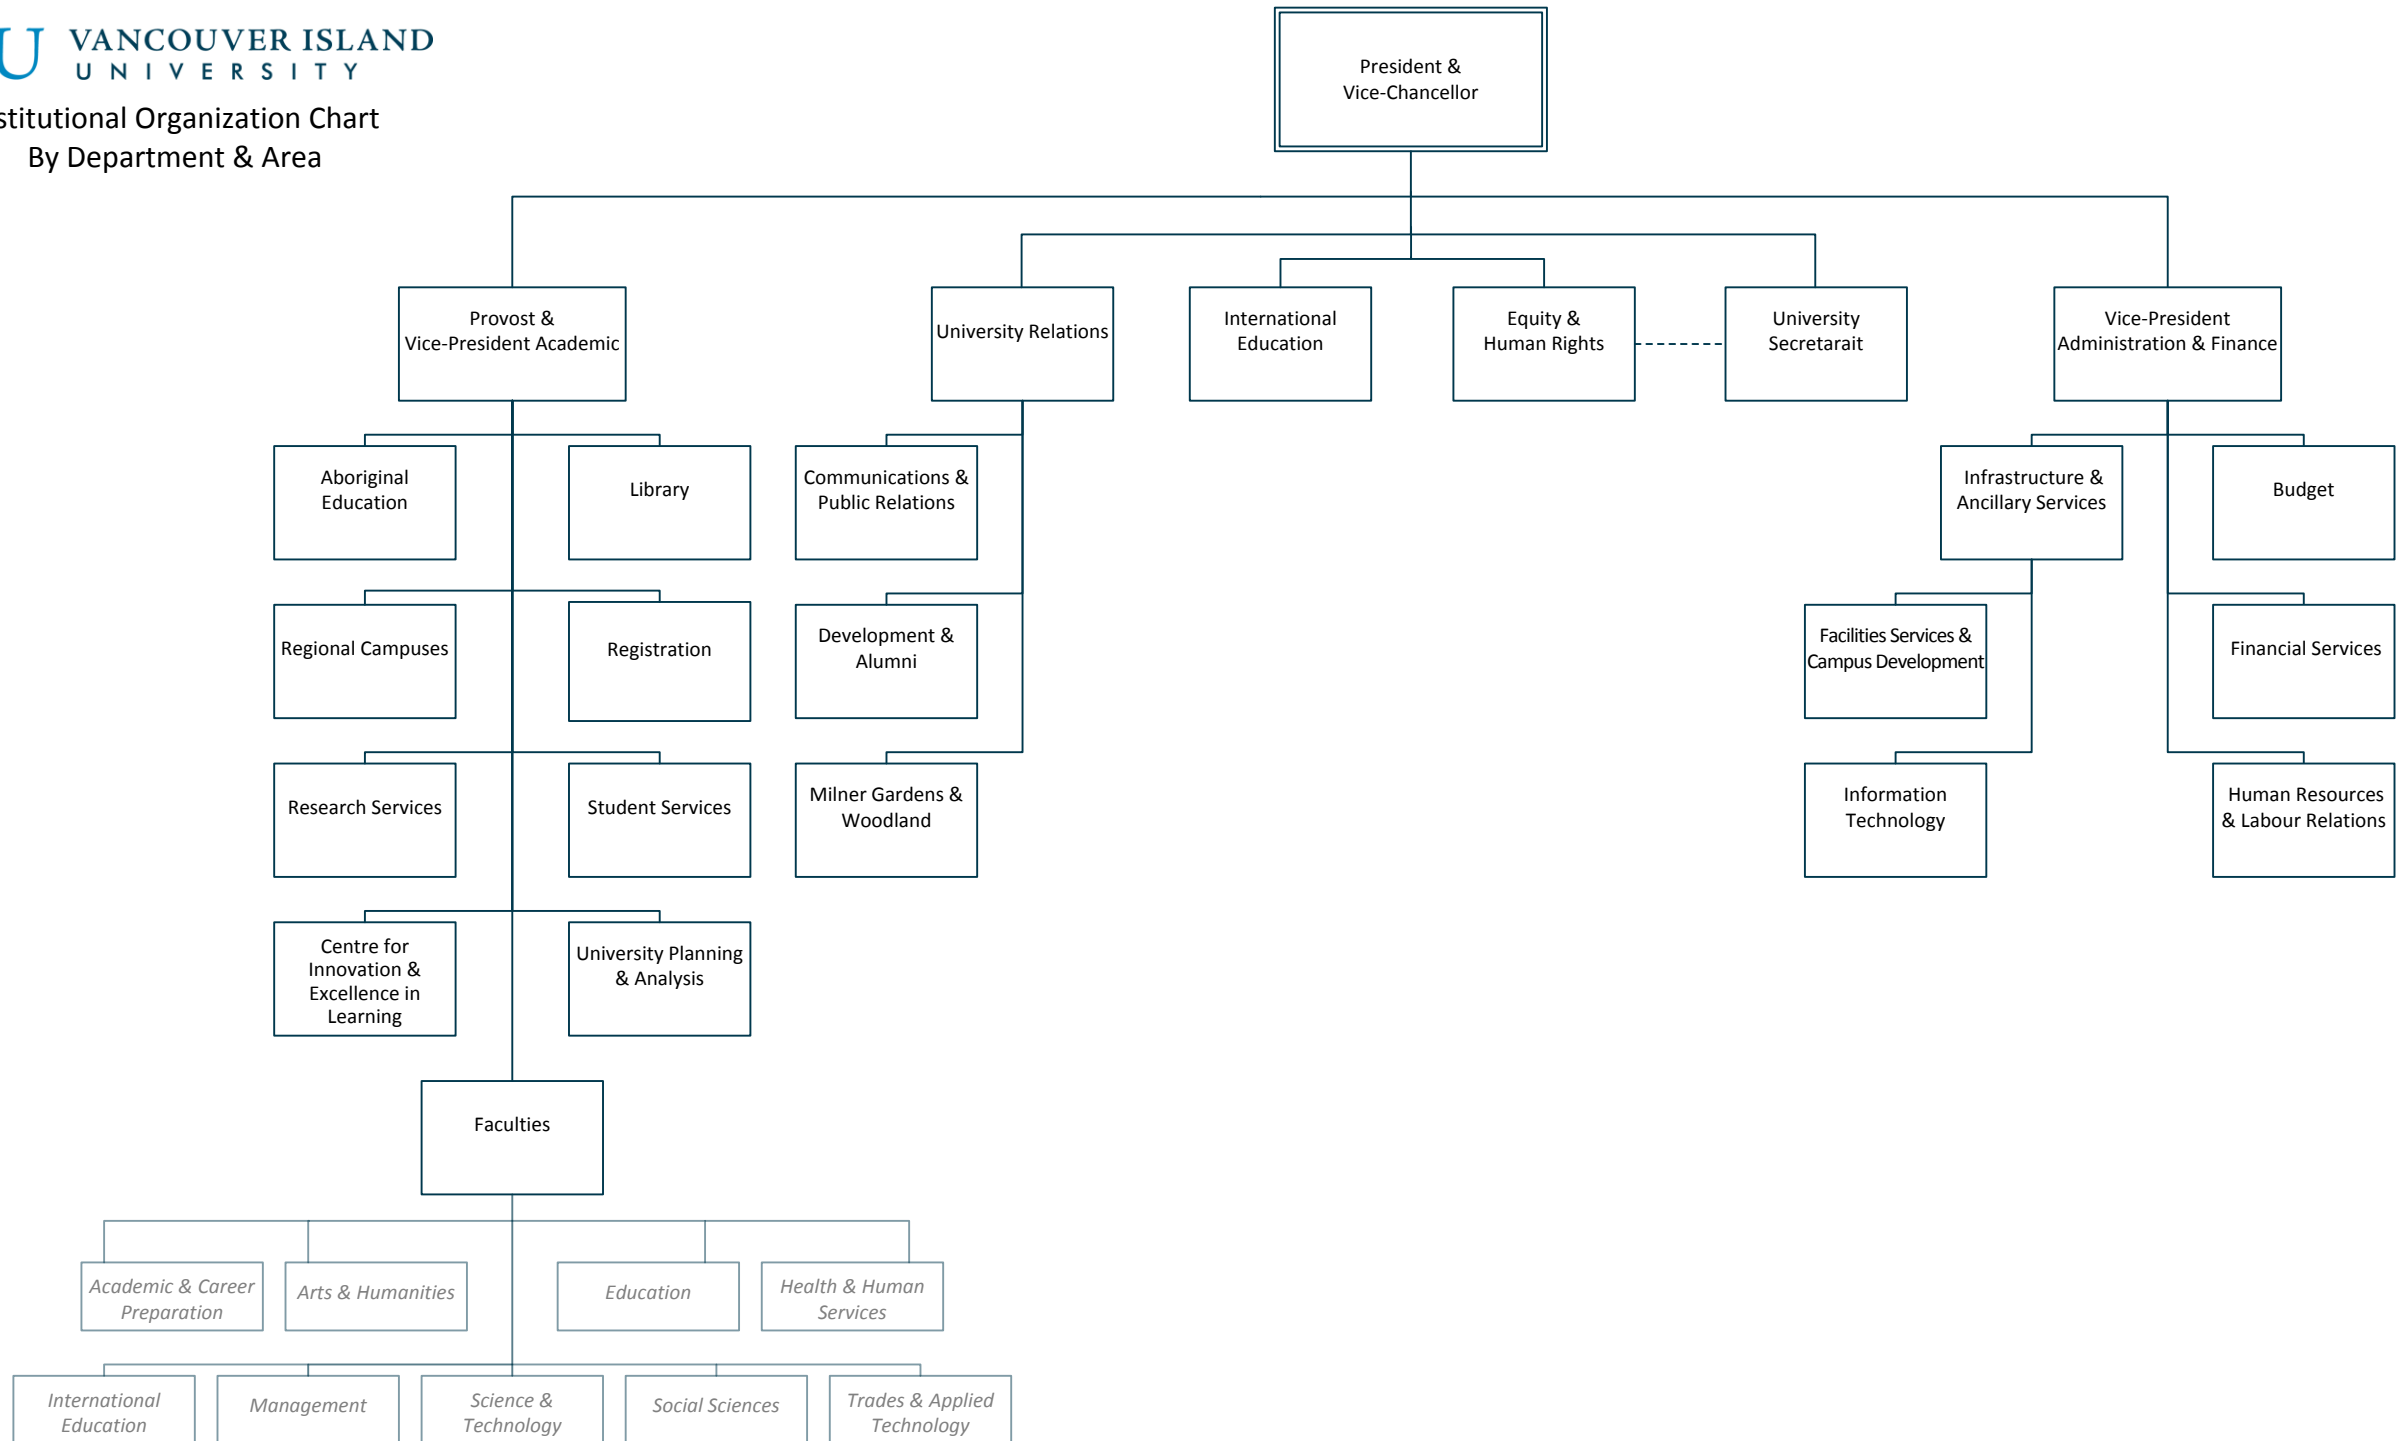 U VANCOUVER ISLAND
UNIVERSITY
stitutional Organization Chart
By Department & Area
President &
Vice-Chancellor
Provost &
Vice-President Academic
University Relations
International
Education
Equity &
Human Rights
University
Secretarait
Vice-President
Administration & Finance
Aboriginal
Education
Library
Communications &
Public Relations
Infrastructure &
Ancillary Services
Budget
Regional Campuses
Registration
Development &
Alumni
Facilities Services &
Campus Development
Financial Services
Research Services
Student Services
Milner Gardens &
Woodland
Information
Technology
Human Resources
& Labour Relations
Centre for
Innovation &
Excellence in
Learning
University Planning
& Analysis
Faculties
Academic & Career
Preparation
Arts & Humanities
Education
Health & Human
Services
International
Education
Management
Science &
Technology
Social Sciences
Trades & Applied
Technology